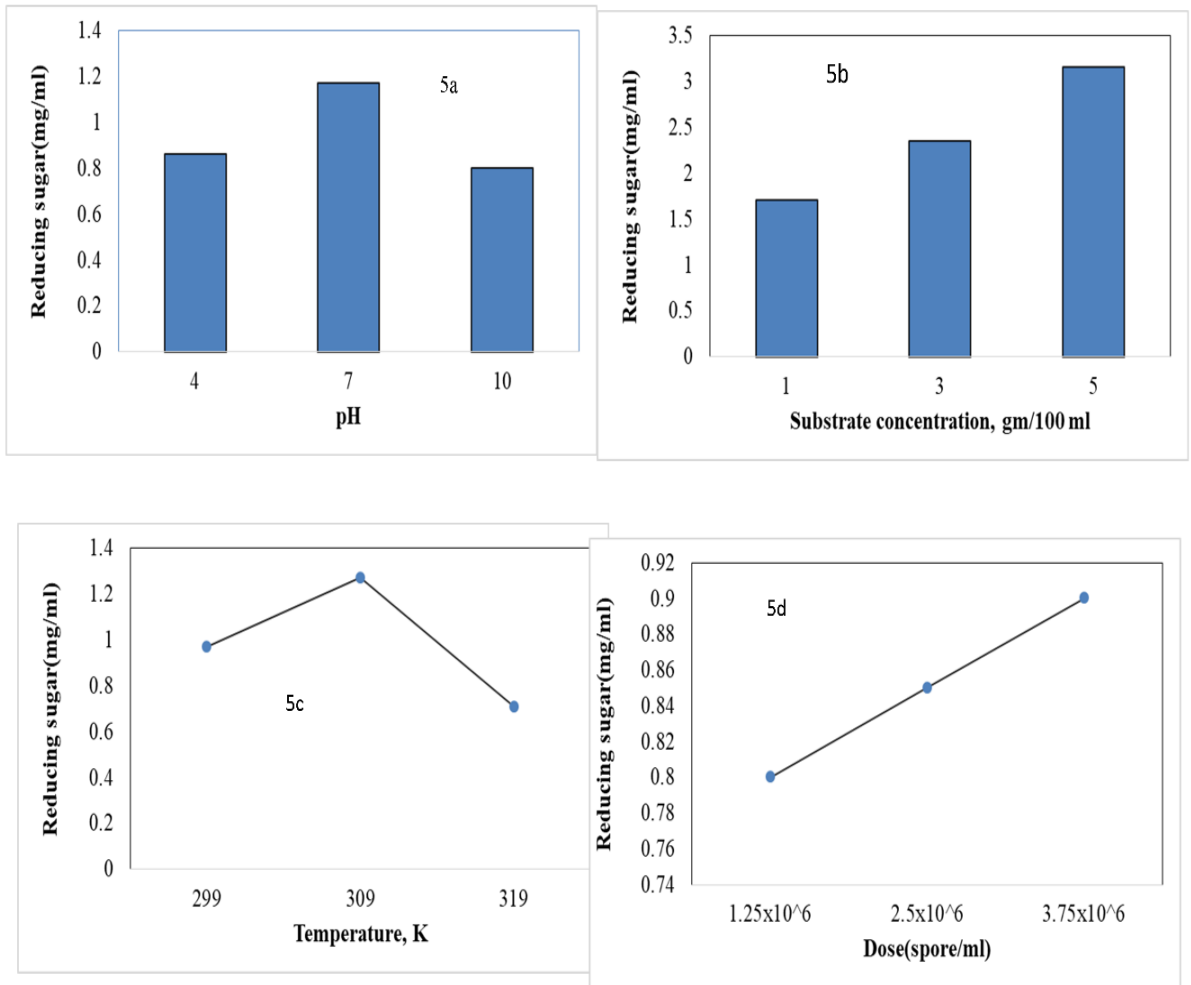 1.4
1.2
1
0.8
0.6
0.4
0.2
0
Reducing sugar(mg/ml)
5a
4 7 10
pH
3.5
3
2.5
2
1.5
1
0.5
0
Reducing sugar(mg/ml)
5b
1 3 5
Substrate concentration, gm/100 ml
1.4
1.2
1
0.8
0.6
0.4
0.2
0
Reducing sugar(mg/ml)
5c
299 309 319
Temperature, K
0.92
0.9
0.88
0.86
0.84
0.82
0.8
0.78
0.76
0.74
Reducing sugar(mg/ml)
5d
1.25x10^6 2.5x10^6 3.75x10^6
Dose(spore/ml)